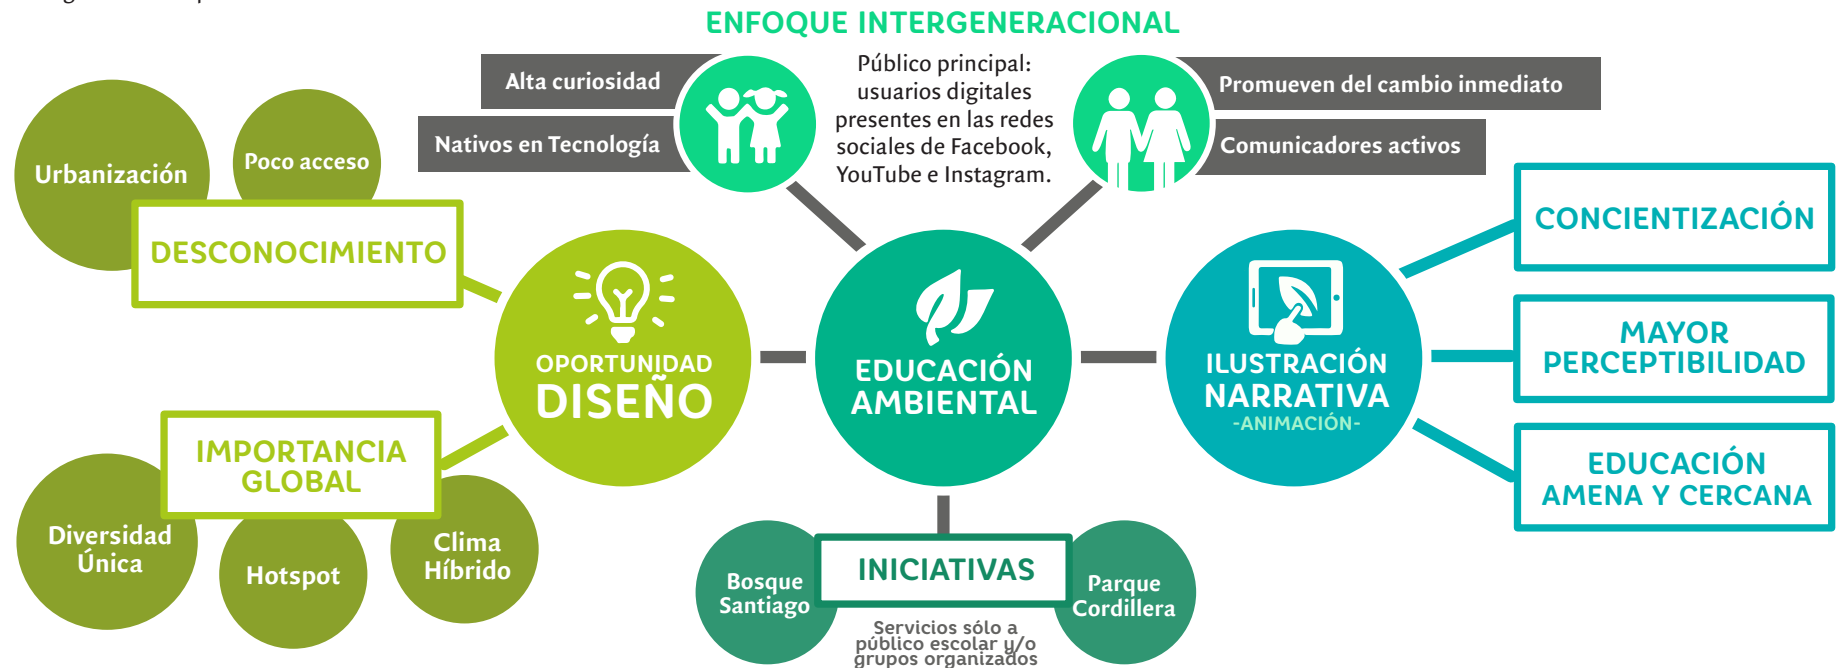 ENFOQUE INTERGENERACIONAL
Alta curiosidad
Nativos en Tecnología
Público principal:
usuarios digitales
presentes en las redes
sociales de Facebook,
YouTube e Instagram.
Promueven del cambio inmediato
Comunicadores activos
Urbanización
Poco acceso
DESCONOCIMIENTO
OPORTUNIDAD
DISEÑO
EDUCACIÓN
AMBIENTAL
ILUSTRACIÓN
NARRATIVA
-ANIMACIÓN-
CONCIENTIZACIÓN
MAYOR
PERCEPTIBILIDAD
EDUCACIÓN
AMENA Y CERCANA
IMPORTANCIA
GLOBAL
Diversidad
Única
Hotspot
Clima
Híbrido
INICIATIVAS
Bosque
Santiago
Parque
Cordillera
Servicios sólo a
público escolar y/o
grupos organizados